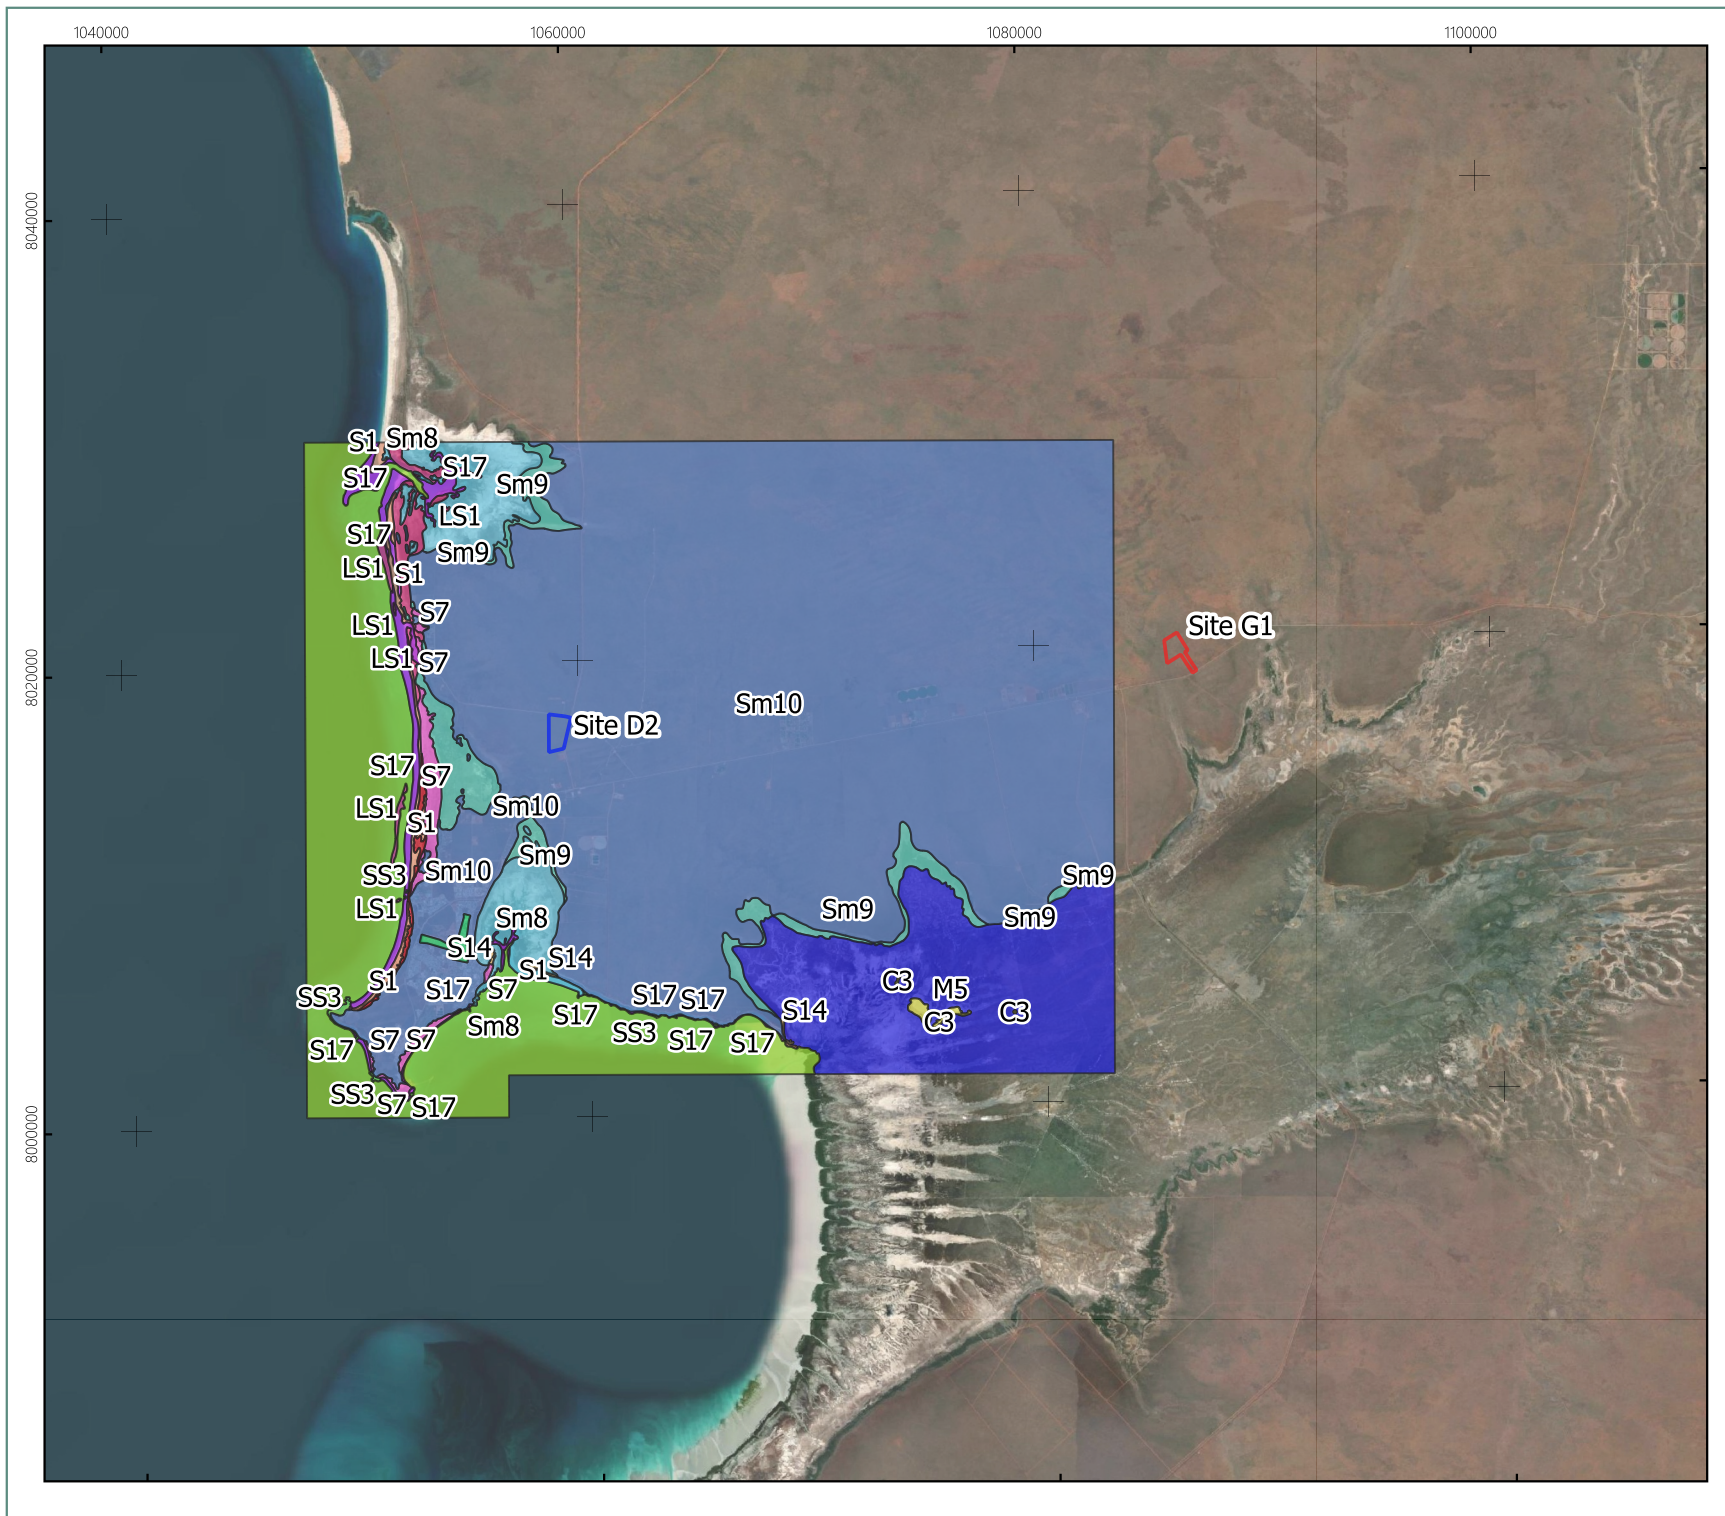 1040000 1060000 1080000 1100000
8040000
S1 Sm8
S17 S17
Sm9
LS1
S17
Sm9
LS1 S1
S7
LS1 Site G1
LS1 S7
8020000
Sm10
Site D2
S17 S7
LS1 Sm10
S1
Sm9
SS3 Sm10 Sm9
LS1 Sm8 Sm9 Sm9
S14 S14
S1 S1 C3
SS3 S17 S7 S17 S17 M5
S17 S14 C3 C3
Sm8 SS3
S7 S7 S17 S17
S17
SS3 S7 S17
8000000